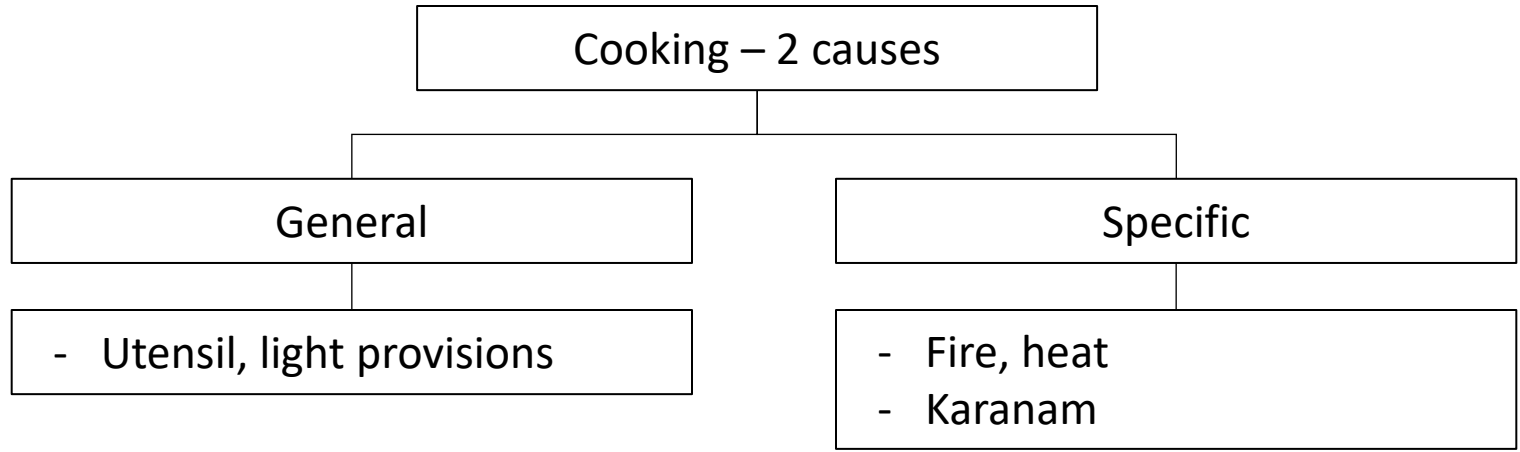 Cooking – 2 causes
General
Specific
- Utensil, light provisions
- Fire, heat
- Karanam